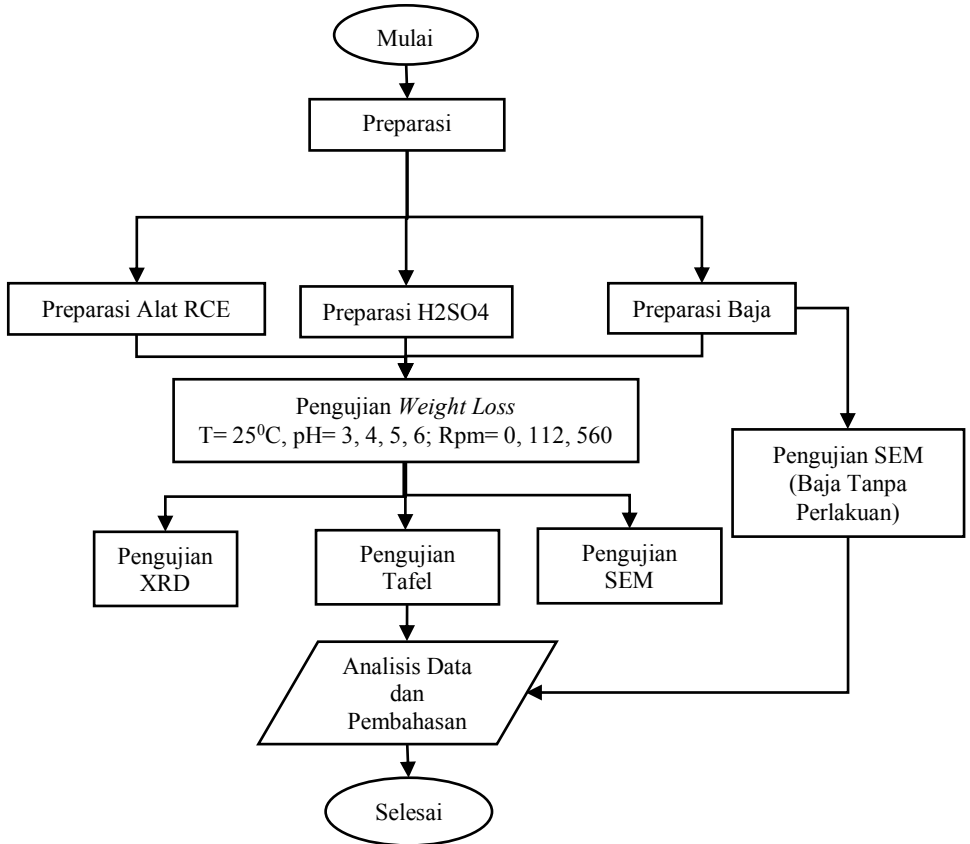 Mulai
Preparasi
Preparasi Alat RCE
Preparasi H2SO4
Preparasi Baja
Pengujian Weight Loss
T= 25⁰C, pH= 3, 4, 5, 6; Rpm= 0, 112, 560
Pengujian SEM
(Baja Tanpa
Perlakuan)
Pengujian
XRD
Pengujian
Tafel
Pengujian
SEM
Analisis Data
dan
Pembahasan
Selesai